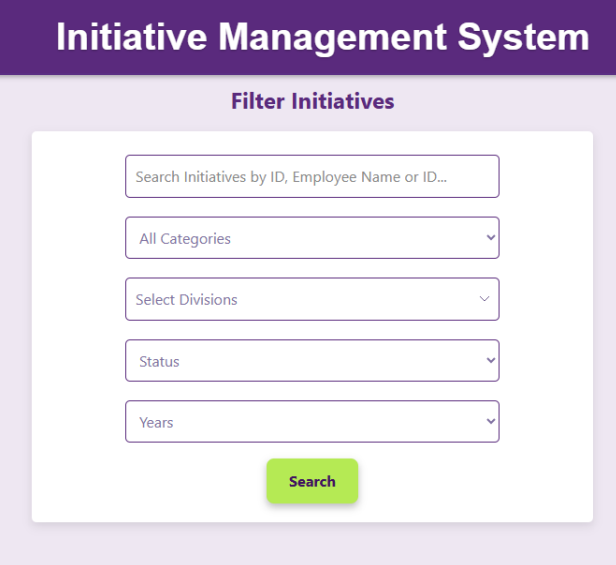 Initiative Management System
Filter Initiatives
Search Initiatives by ID, Employee Name or ID...
All Categories
Select Divisions
Status
Years
Search